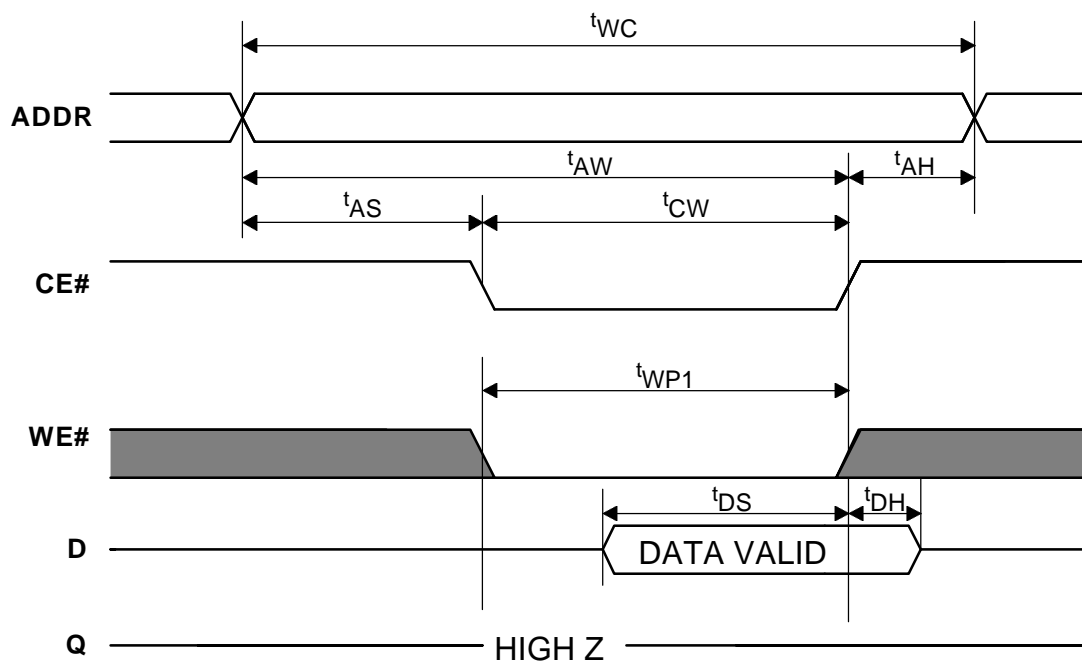 tWC
ADDR
tAW tAH
tAS tCW
CE#
tWP1
WE#
tDS tDH
D DATA VALID
Q HIGH Z